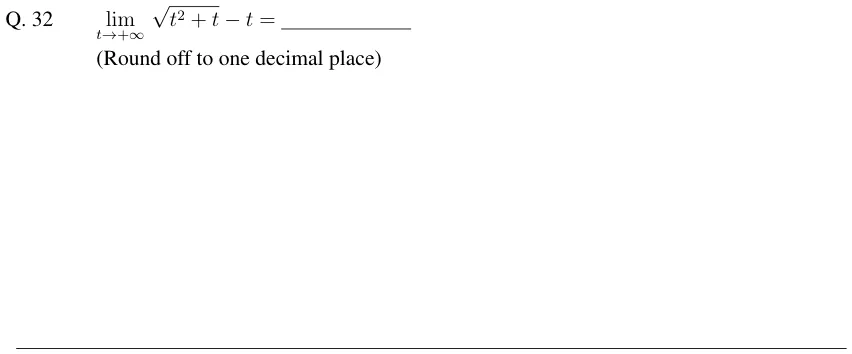 Q. 32 lim t→+∞ √(t² + t) − t = ____________
(Round off to one decimal place)